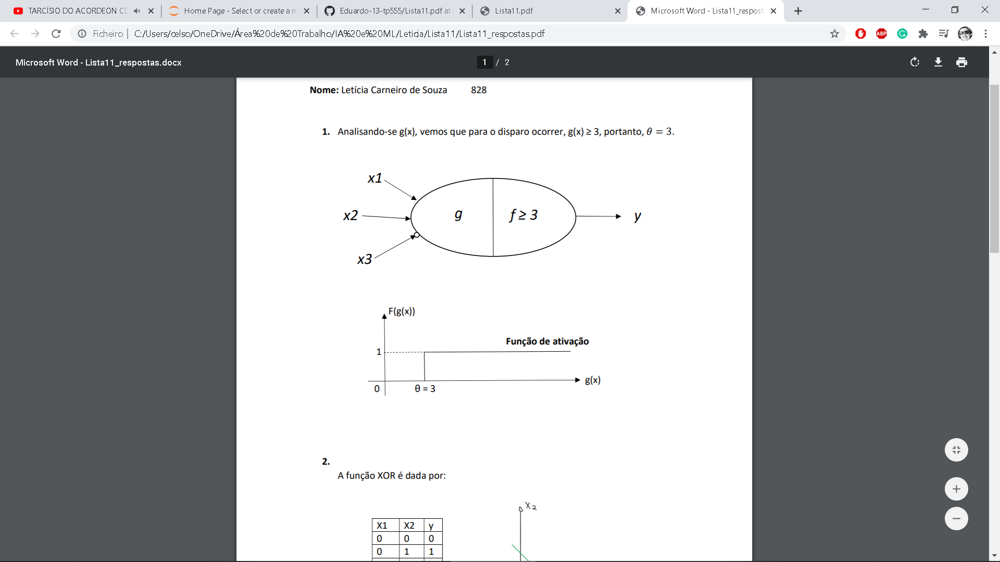 TARCÍSIO DO ACORDEON CD
Home Page - Select or create a n
Eduardo-13-tp555/Lista11.pdf at
Lista11.pdf
Microsoft Word - Lista11_respost
Ficheiro
C:/Users/celso/OneDrive/Área%20de%20Trabalho/IA%20e%20ML/Leticia/Lista11/Lista11_respostas.pdf
ABP
Microsoft Word - Lista11_respostas.docx
1 / 2
Nome: Letícia Carneiro de Souza 828
1. Analisando-se g(x), vemos que para o disparo ocorrer, g(x) ≥ 3, portanto, θ = 3.
x1
x2
g
f ≥ 3
y
x3
F(g(x))
Função de ativação
1
g(x)
0
θ = 3
2.
A função XOR é dada por:
X2
X1 X2 y
0 0 0
0 1 1